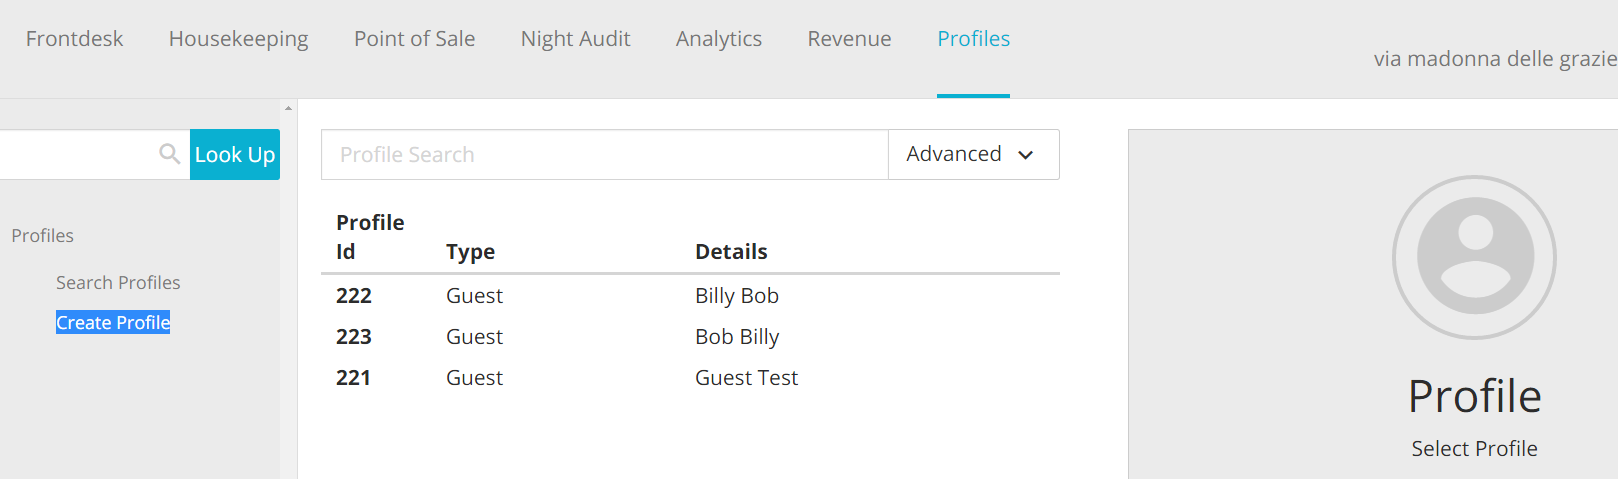 Frontdesk Housekeeping Point of Sale Night Audit Analytics Revenue Profiles
via madonna delle grazie
Look Up
Profiles
Search Profiles
Create Profile
Profile Search Advanced
Profile
Id Type Details
222 Guest Billy Bob
223 Guest Bob Billy
221 Guest Guest Test
Profile
Select Profile